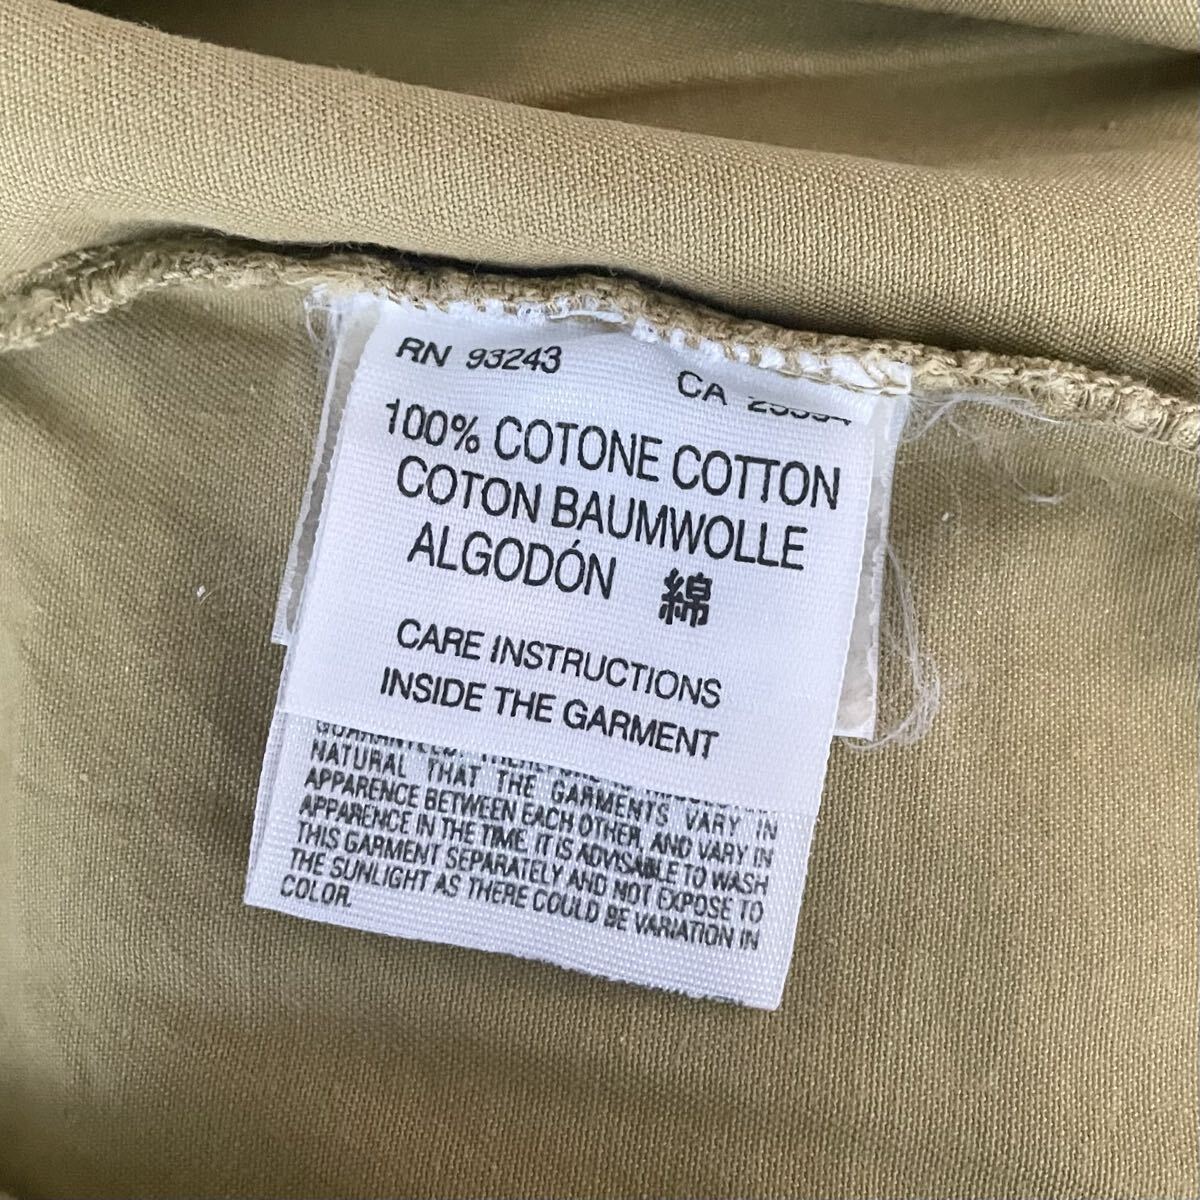 RN 93243
CA
100% COTONE COTTON
COTON BAUMWOLLE
ALGODÓN 綿
CARE INSTRUCTIONS
INSIDE THE GARMENT
NATURAL THAT THE GARMENTS VARY IN
APPARENCE BETWEEN EACH OTHER, AND VARY IN
APPARENCE IN THE TIME. IT IS ADVISABLE TO WASH
THIS GARMENT SEPARATELY AND NOT EXPOSE TO
THE SUNLIGHT AS THERE COULD BE VARIATION IN
COLOR.